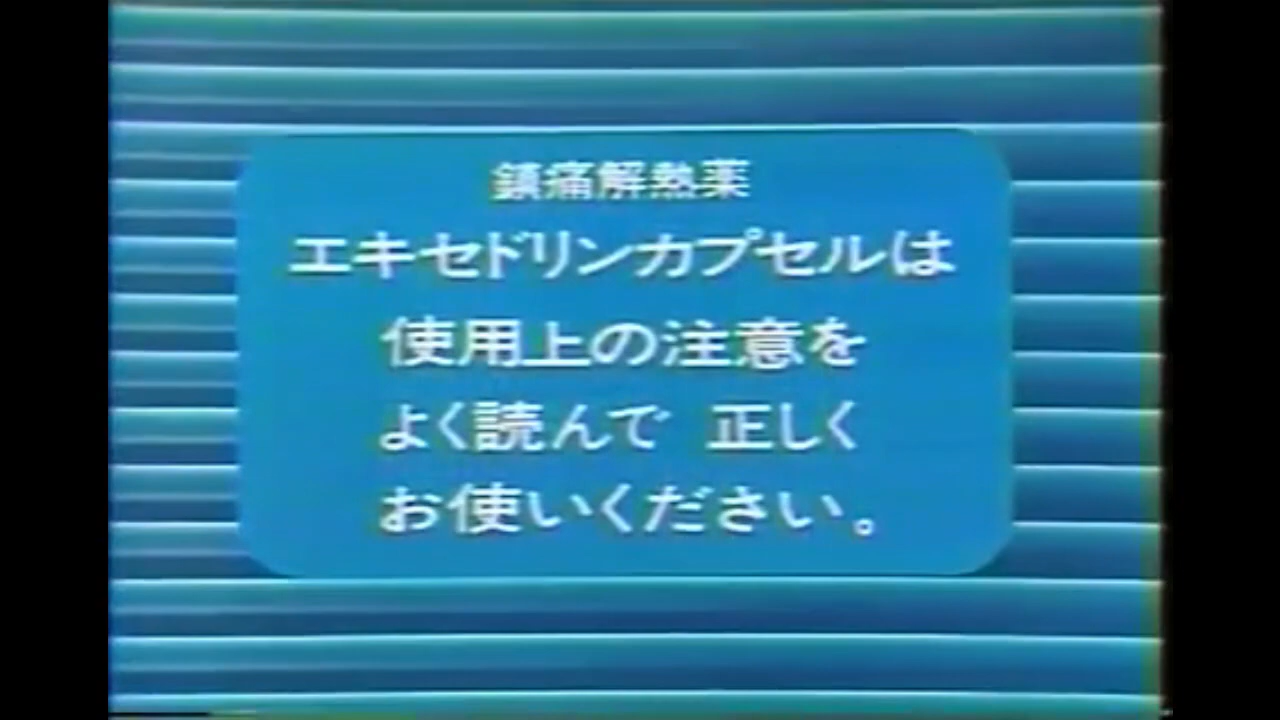 鎮痛解熱薬
エキセドリンカプセルは
使用上の注意を
よく読んで 正しく
お使いください。